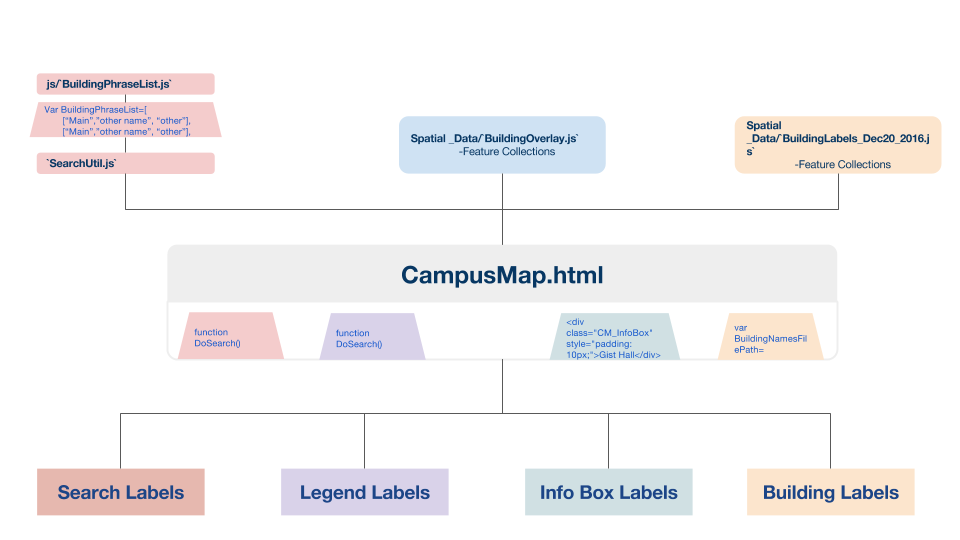 js/`BuildingPhraseList.js`
Var BuildingPhraseList=[
[“Main”,”other name”, “other”],
[“Main”,”other name”, “other”],
`SearchUtil.js`
Spatial _Data/`BuildingOverlay.js`
-Feature Collections
Spatial
_Data/`BuildingLabels_Dec20_2016.j
s`
-Feature Collections
CampusMap.html
function
DoSearch()
function
DoSearch()
<div
class="CM_InfoBox"
style="padding:
10px;">Gist Hall</div>
var
BuildingNamesFil
ePath=
Search Labels
Legend Labels
Info Box Labels
Building Labels